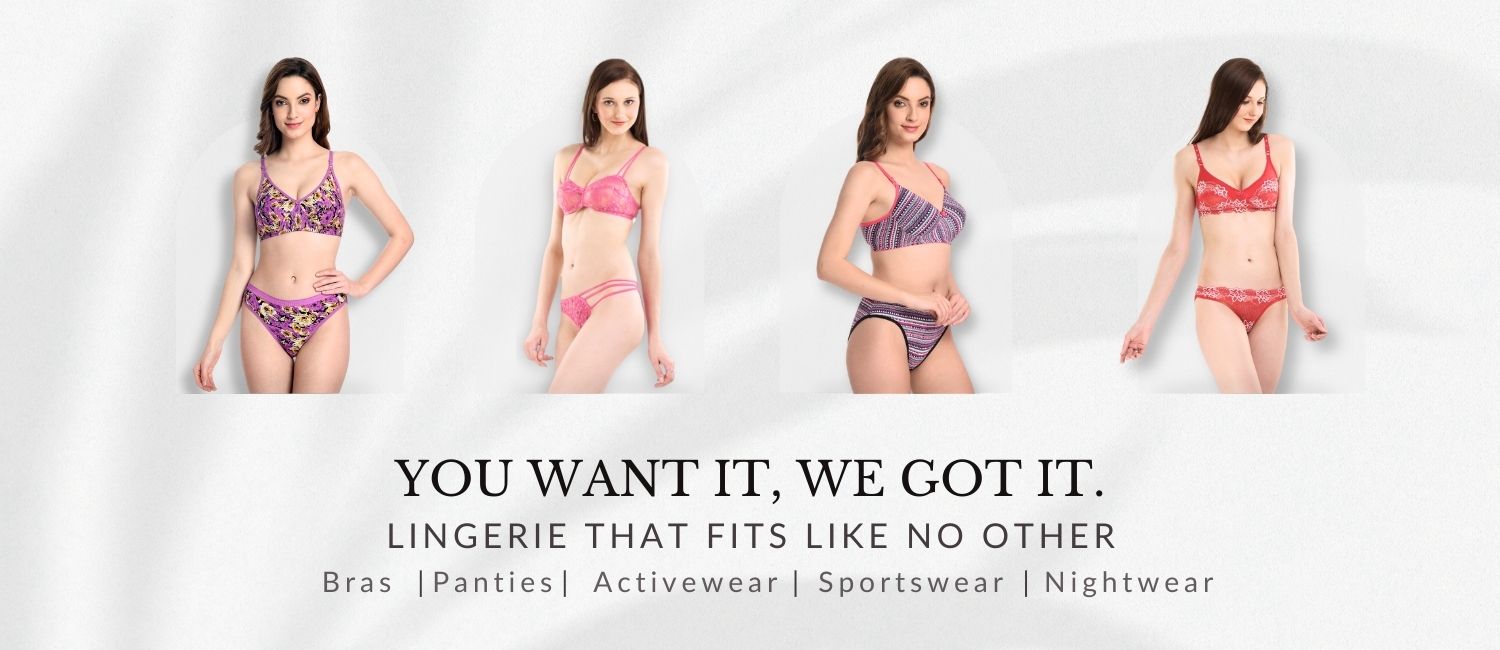 YOU WANT IT, WE GOT IT.
LINGERIE THAT FITS LIKE NO OTHER
Bras |Panties| Activewear | Sportswear | Nightwear